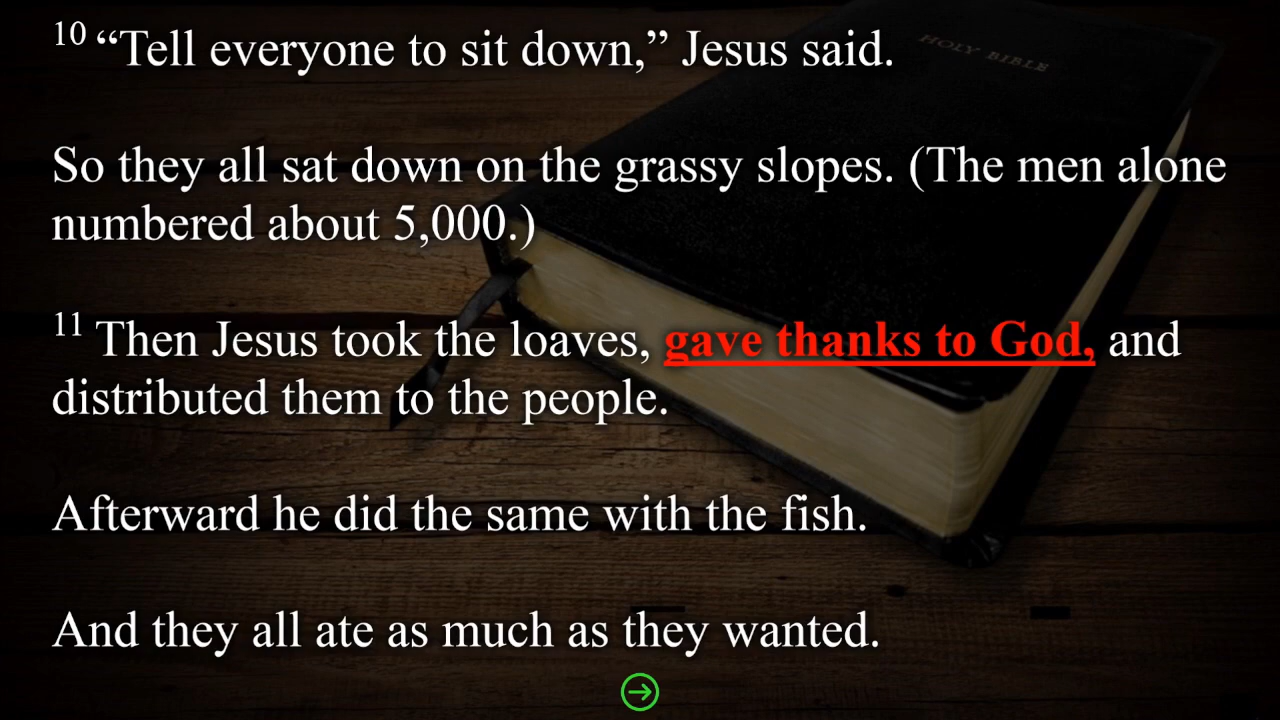 10 “Tell everyone to sit down,” Jesus said.
HOLY BIBLE
So they all sat down on the grassy slopes. (The men alone
numbered about 5,000.)
11 Then Jesus took the loaves, gave thanks to God, and
distributed them to the people.
Afterward he did the same with the fish.
And they all ate as much as they wanted.